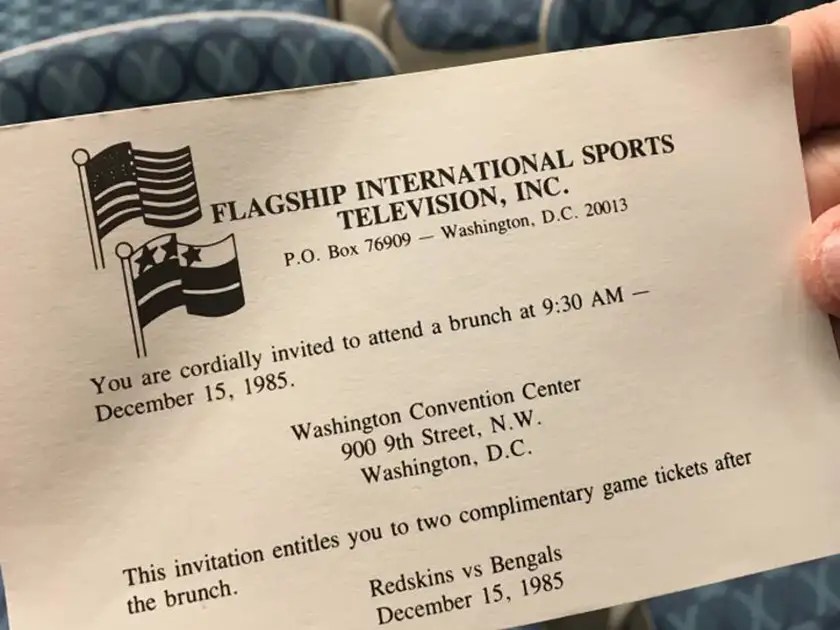 FLAGSHIP INTERNATIONAL SPORTS
TELEVISION, INC.
P.O. Box 76909 — Washington, D.C. 20013
You are cordially invited to attend a brunch at 9:30 AM —
December 15, 1985.
Washington Convention Center
900 9th Street, N.W.
Washington, D.C.
This invitation entitles you to two complimentary game tickets after
the brunch.
Redskins vs Bengals
December 15, 1985